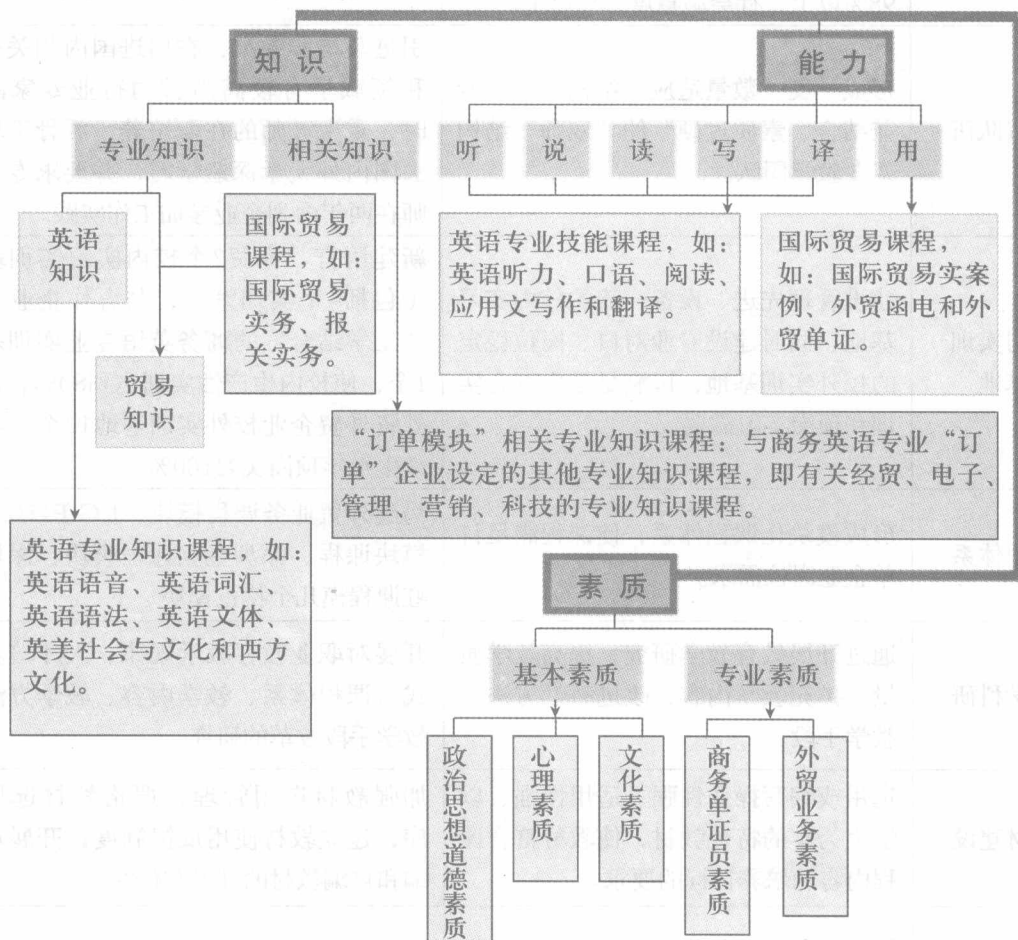 知识
能力
专业知识
相关知识
听
说
读
写
译
用
英语
知识
国际贸易
课程，如：
国际贸易
实务、报
关实务。
贸易
知识
英语专业技能课程，如：
英语听力、口语、阅读、
应用文写作和翻译。
国际贸易课程，
如：国际贸易实案
例、外贸函电和外
贸单证。
“订单模块”相关专业知识课程：与商务英语专业“订
单”企业设定的其他专业知识课程，即有关经贸、电子、
管理、营销、科技的专业知识课程。
英语专业知识课程，如：
英语语音、英语词汇、
英语语法、英语文体、
英美社会与文化和西方
文化。
素质
基本素质
专业素质
政治思想道德素质
心理素质
文化素质
商务单证员素质
外贸业务素质